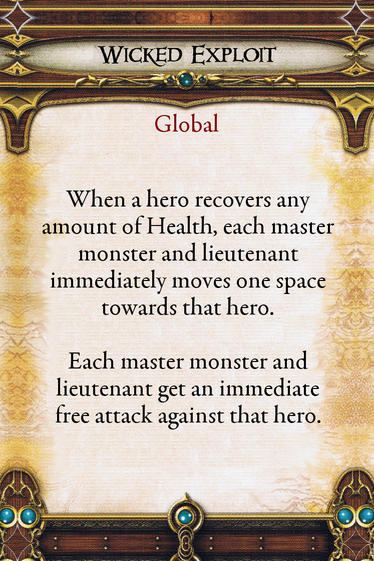 Wicked Exploit
Global
When a hero recovers any
amount of Health, each master
monster and lieutenant
immediately moves one space
towards that hero.
Each master monster and
lieutenant get an immediate
free attack against that hero.